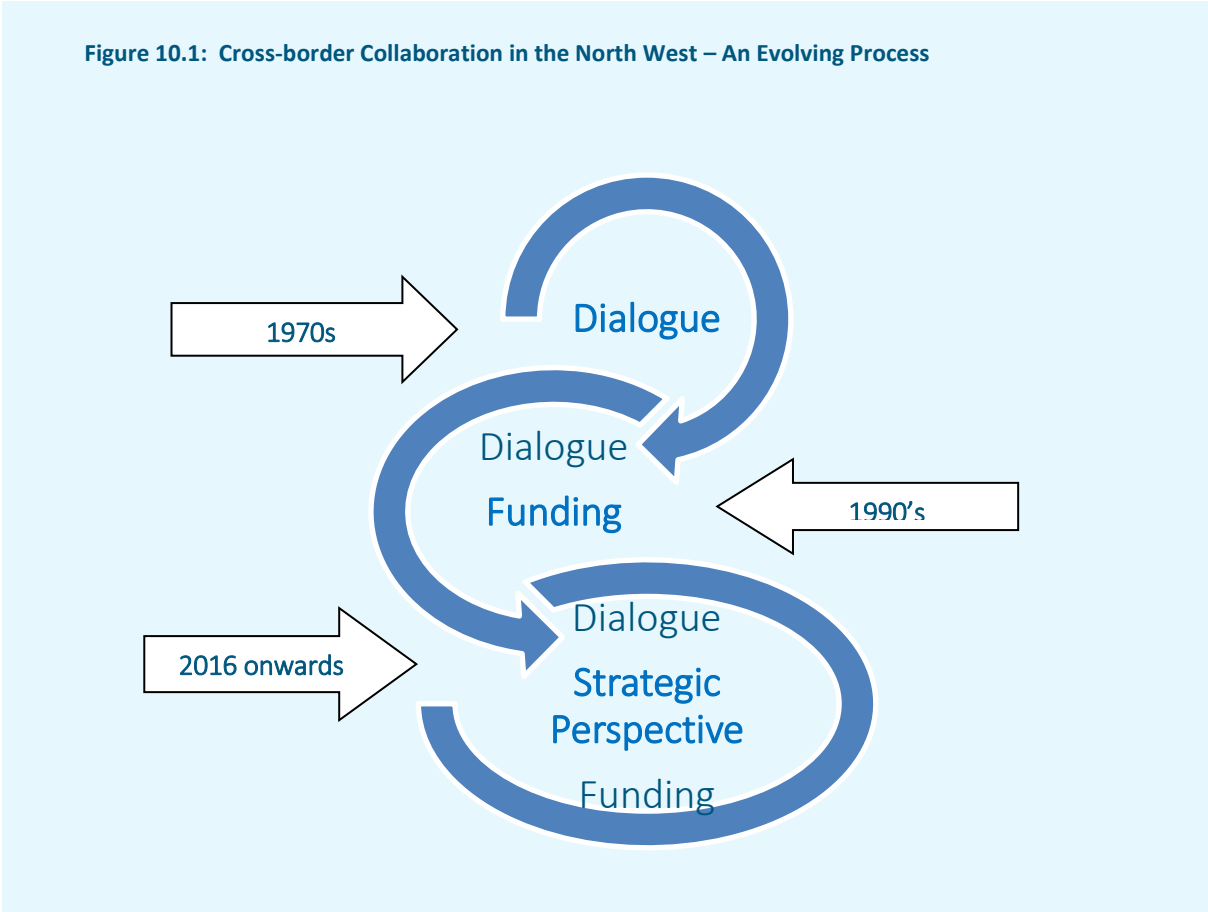 Figure 10.1:  Cross-border Collaboration in the North West – An Evolving Process
Dialogue
1970s
Dialogue
Funding
1990’s
Dialogue
2016 onwards
Strategic
Perspective
Funding